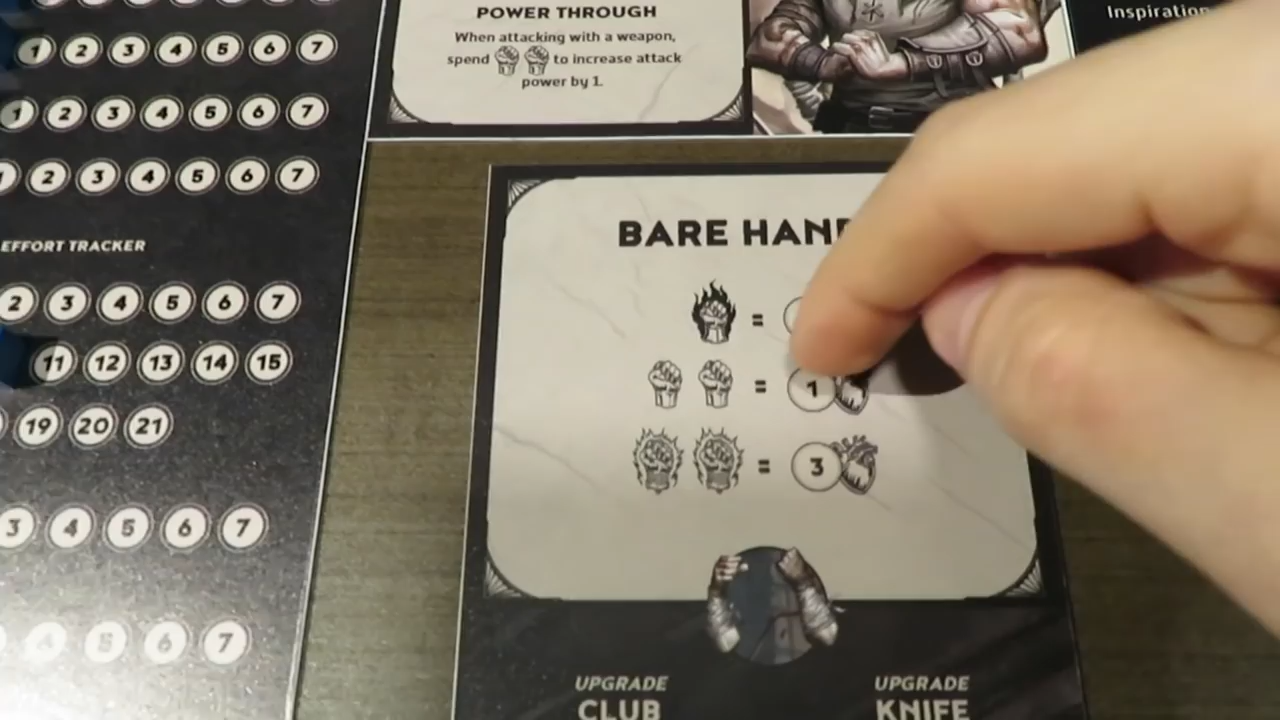 1 2 3 4 5 6 7
1 2 3 4 5 6 7
2 3 4 5 6 7
EFFORT TRACKER
2 3 4 5 6 7
11 12 13 14 15
19 20 21
3 4 5 6 7
4 5 6 7
POWER THROUGH
When attacking with a weapon,
spend to increase attack
power by 1.
Inspiration
BARE
=
= 1
= 3
UPGRADE
CLUB
UPGRADE
KNIFE